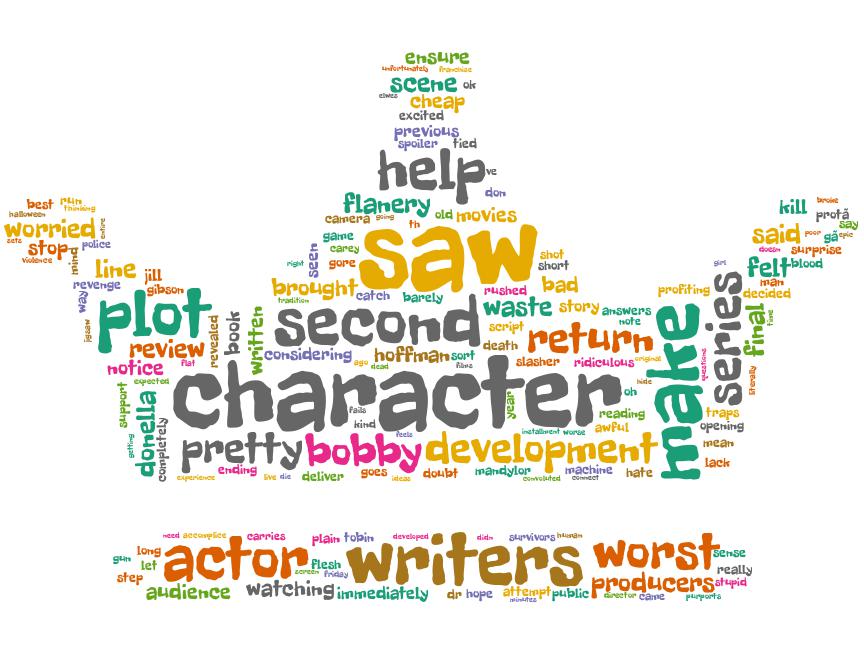 ensure
unfortunately franchise
scene ok
elwes cheap
excited
previous
spoiler tied
help ve
don
flanery
best run thinking
halloween
camera going old movies
th
kill broke
protã
say
worried entire
sets police
stop
violence mind
game
carey
saw
said poor gã epic
doesn surprise
seen
right gore
shot
short
felt blood
girl
man
line jill
revenge gibson
way
brought
tradition catch barely
rushed bad
profiting
decided
plot
jigsaw
revealed book written
second
waste story answers
note
script
return
make
series
final time
review
notice flat
considering ago hoffman sort
dead films
death
slasher ridiculous original
questions
expected
support
donella
completely
getting
character
fails
kind
year
oh
hide
reading
literally
traps
opening
pretty bobby development
feels
installment worse awful
mean
lack
experience ending live die deliver goes ideas doubt mandylor convoluted machine connect hate
need accomplice carries plain tobin developed didn survivors human
gun long let
step
actor flesh
screen friday
writers worst sense
really
audience watching immediately dr hope attempt public producers stupid
minutes director came purports